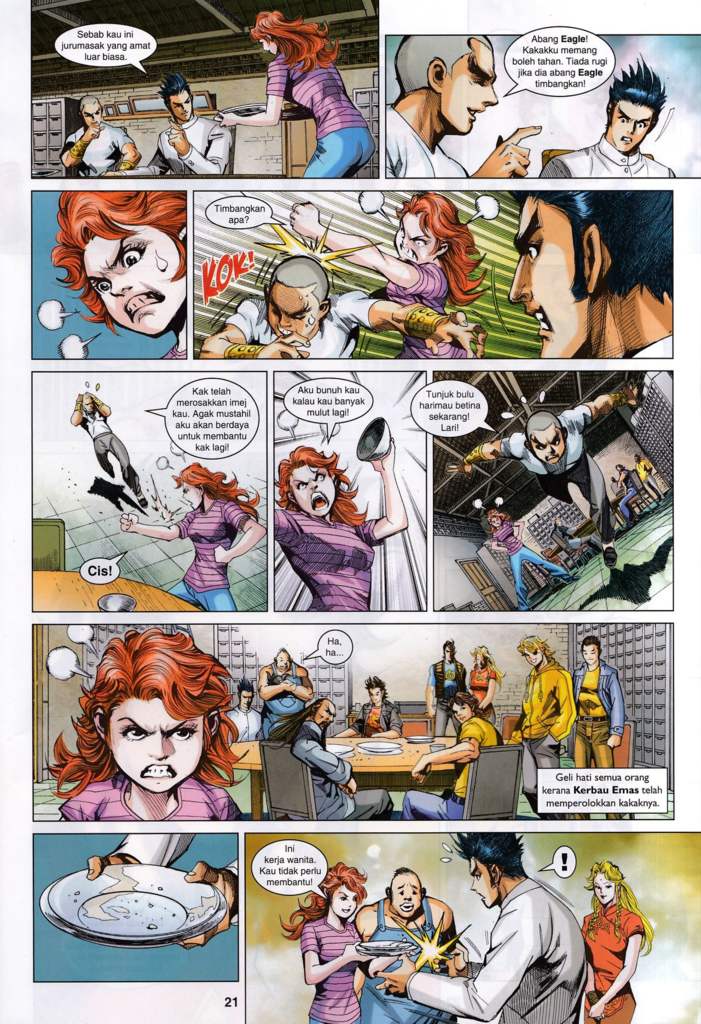 Sebab kau ini
jurumasak yang amat
luar biasa.
Abang Eagle!
Kakakku memang
boleh tahan. Tiada
rugi jika dia abang Eagle
timbangkan!
Timbangkan
apa?
KOK!
Kak telah
merosakkan imej
kau. Agak mustahil
aku akan berdaya
untuk membantu
kak lagi!
Cis!
Aku bunuh kau
kalau kau banyak
mulut lagi!
Tunjuk bulu
harimau betina
sekarang!
Lari!
Ha,
ha...
Geli hati semua orang
kerana Kerbau Emas telah
memperolokkan kakaknya.
Ini
kerja wanita.
Kau tidak perlu
membantu!
!
21